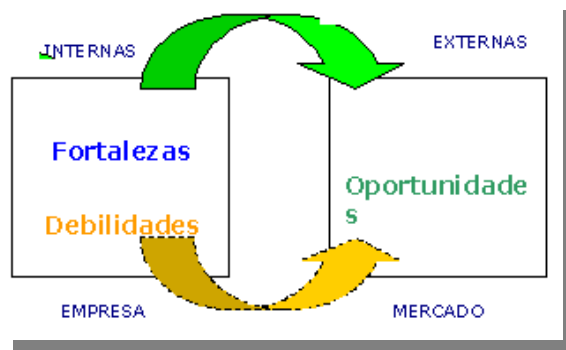 INTERNAS
EXTERNAS
Fortalezas
Debilidades
Oportunidade
s
EMPRESA
MERCADO